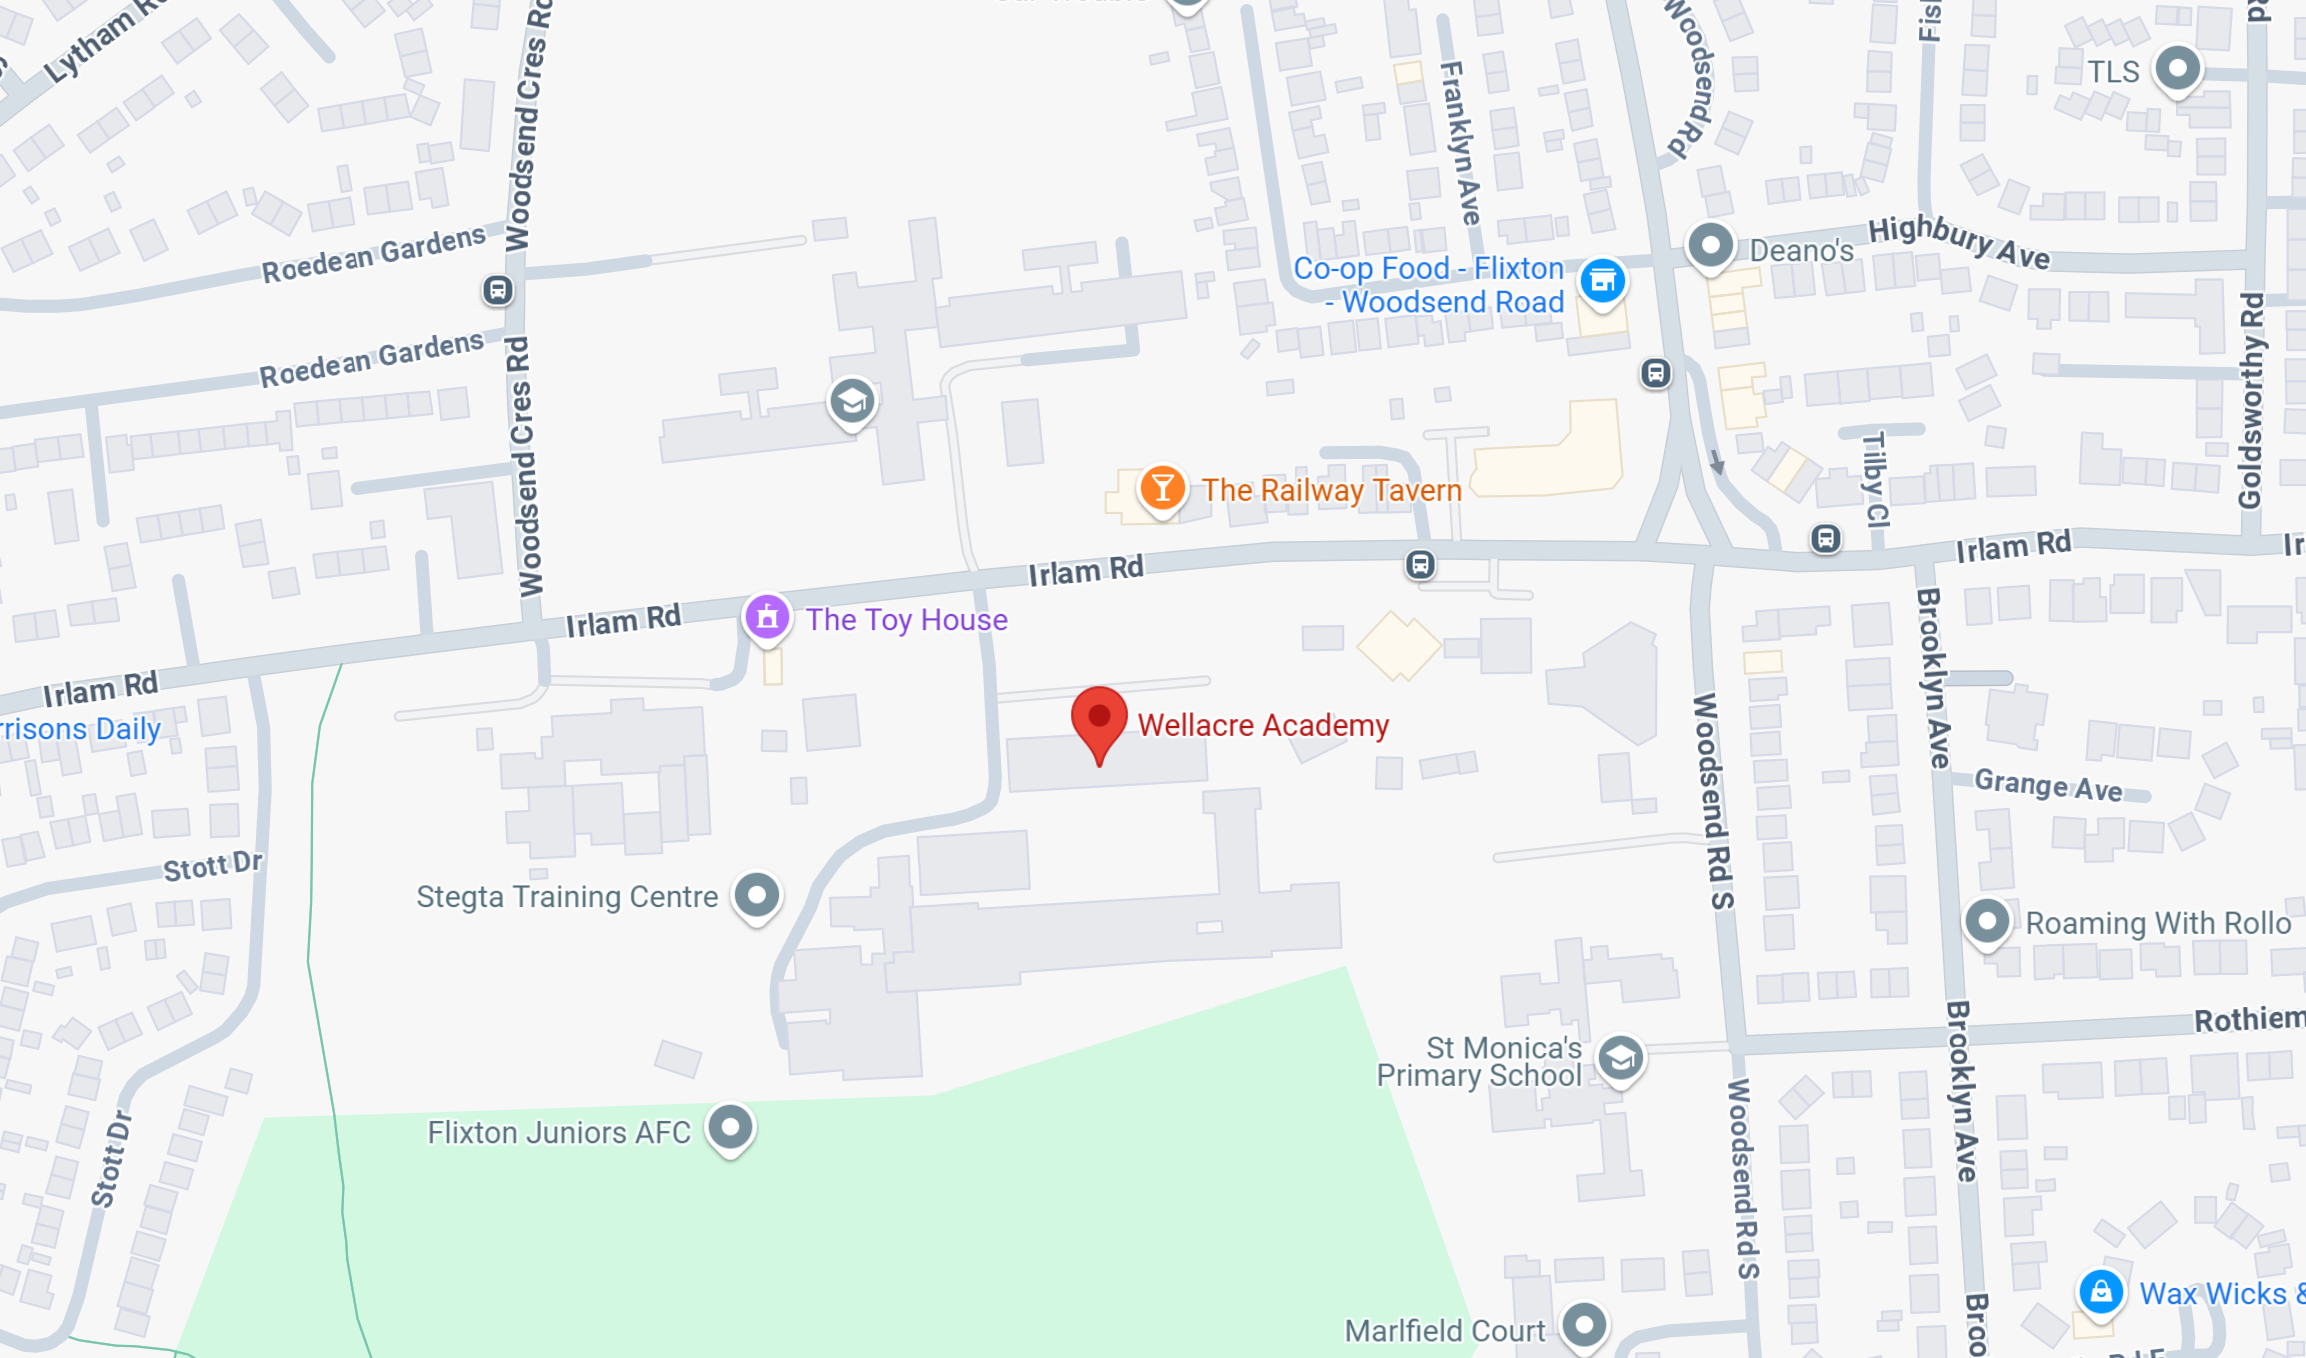 Lytham Rd
Woodsend Cres Rd
Franklyn Ave
Woodsend Rd
TLS
Roedean Gardens
Highbury Ave
Deano's
Co-op Food - Flixton
- Woodsend Road
Roedean Gardens
Woodsend Cres Rd
Goldsworthy Rd
Tilby Cl
The Railway Tavern
Irlam Rd
Irlam Rd
Irlam Rd
The Toy House
Irlam Rd
Brooklyn Ave
rrisons Daily
Wellacre Academy
Woodsend Rd S
Grange Ave
Stott Dr
Stegta Training Centre
Roaming With Rollo
Rothiem
Brooklyn Ave
St Monica's
Primary School
Woodsend Rd S
Flixton Juniors AFC
Stott Dr
Wax Wicks &
Marlfield Court
Broo